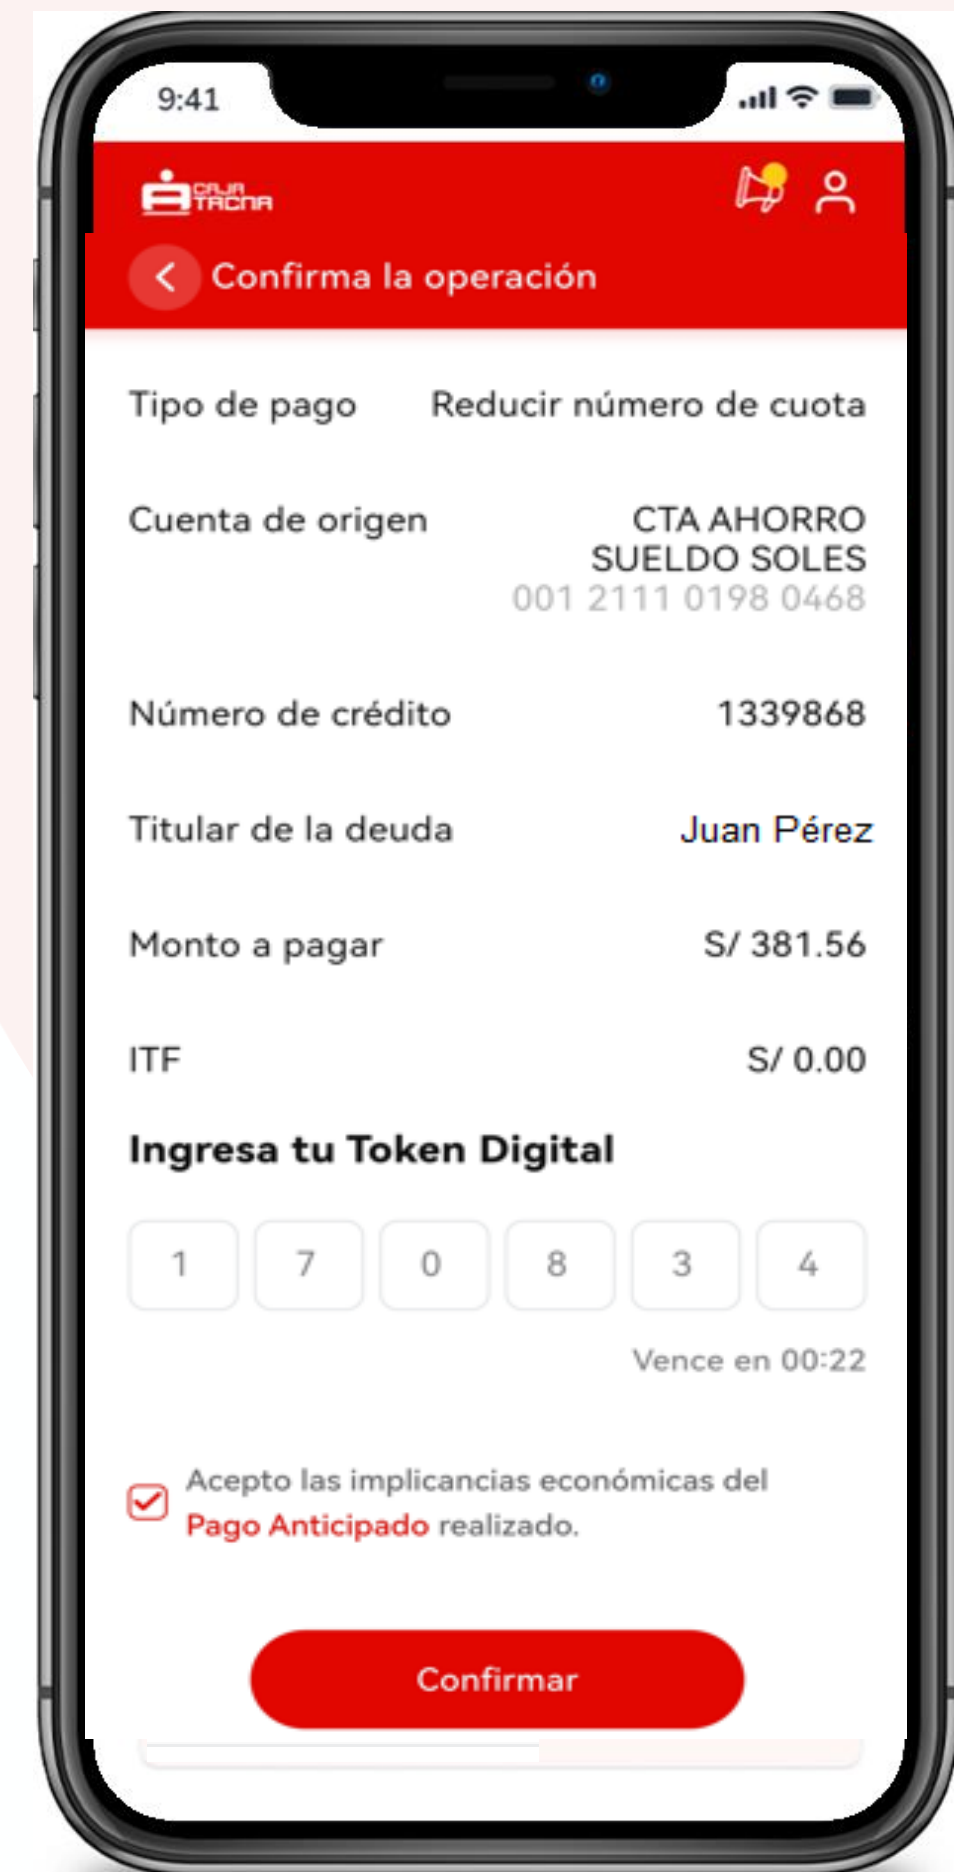 9:41
CAJA
TACNA
Confirma la operación
Tipo de pago Reducir número de cuota
Cuenta de origen CTA AHORRO
SUELDO SOLES
001 2111 0198 0468
Número de crédito 1339868
Titular de la deuda Juan Pérez
Monto a pagar S/ 381.56
ITF S/ 0.00
Ingresa tu Token Digital
1 7 0 8 3 4
Vence en 00:22
Acepto las implicancias económicas del
Pago Anticipado realizado.
Confirmar